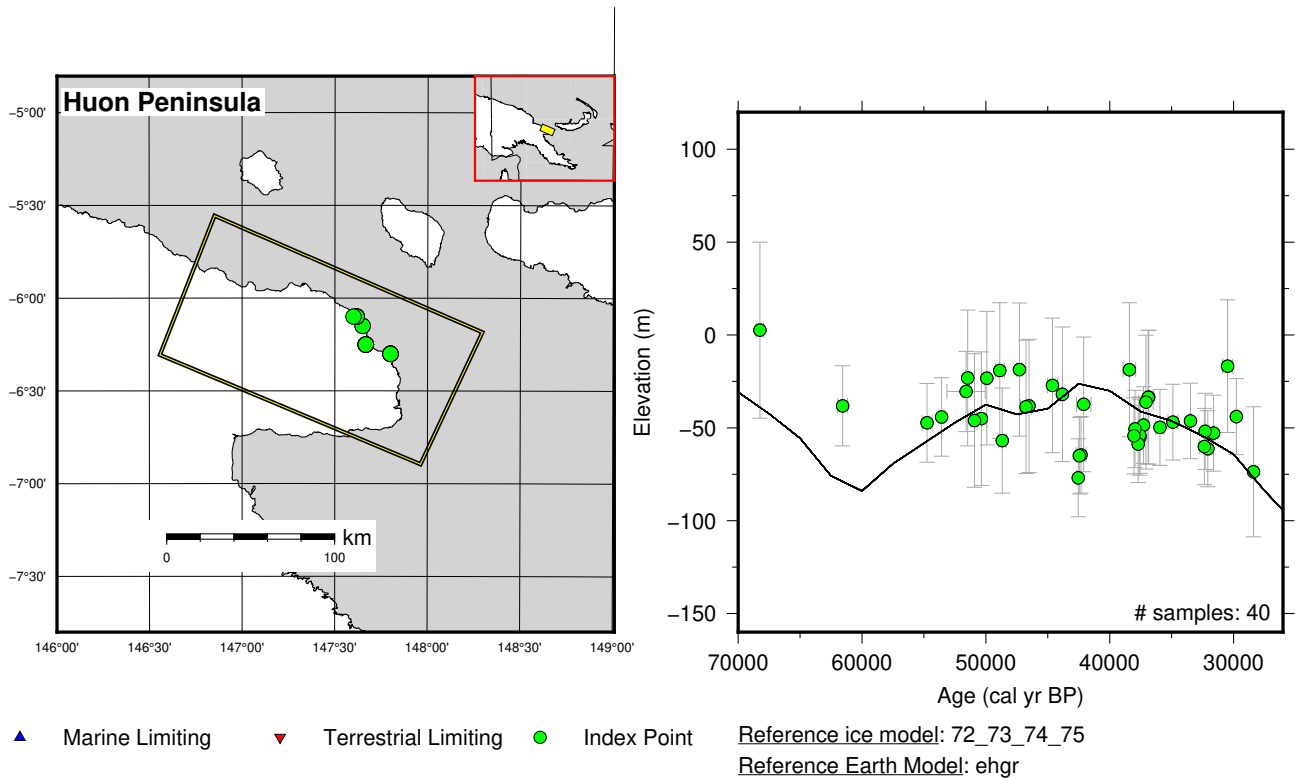 Huon Peninsula
−5°00'
−5°30'
−6°00'
−6°30'
−7°00'
−7°30'
146°00' 146°30' 147°00' 147°30' 148°00' 148°30' 149°00'
km
0 100
Elevation (m)
100
50
0
−50
−100
−150
# samples: 40
70000 60000 50000 40000 30000
Age (cal yr BP)
Marine Limiting Terrestrial Limiting Index Point
Reference ice model: 72_73_74_75
Reference Earth Model: ehgr